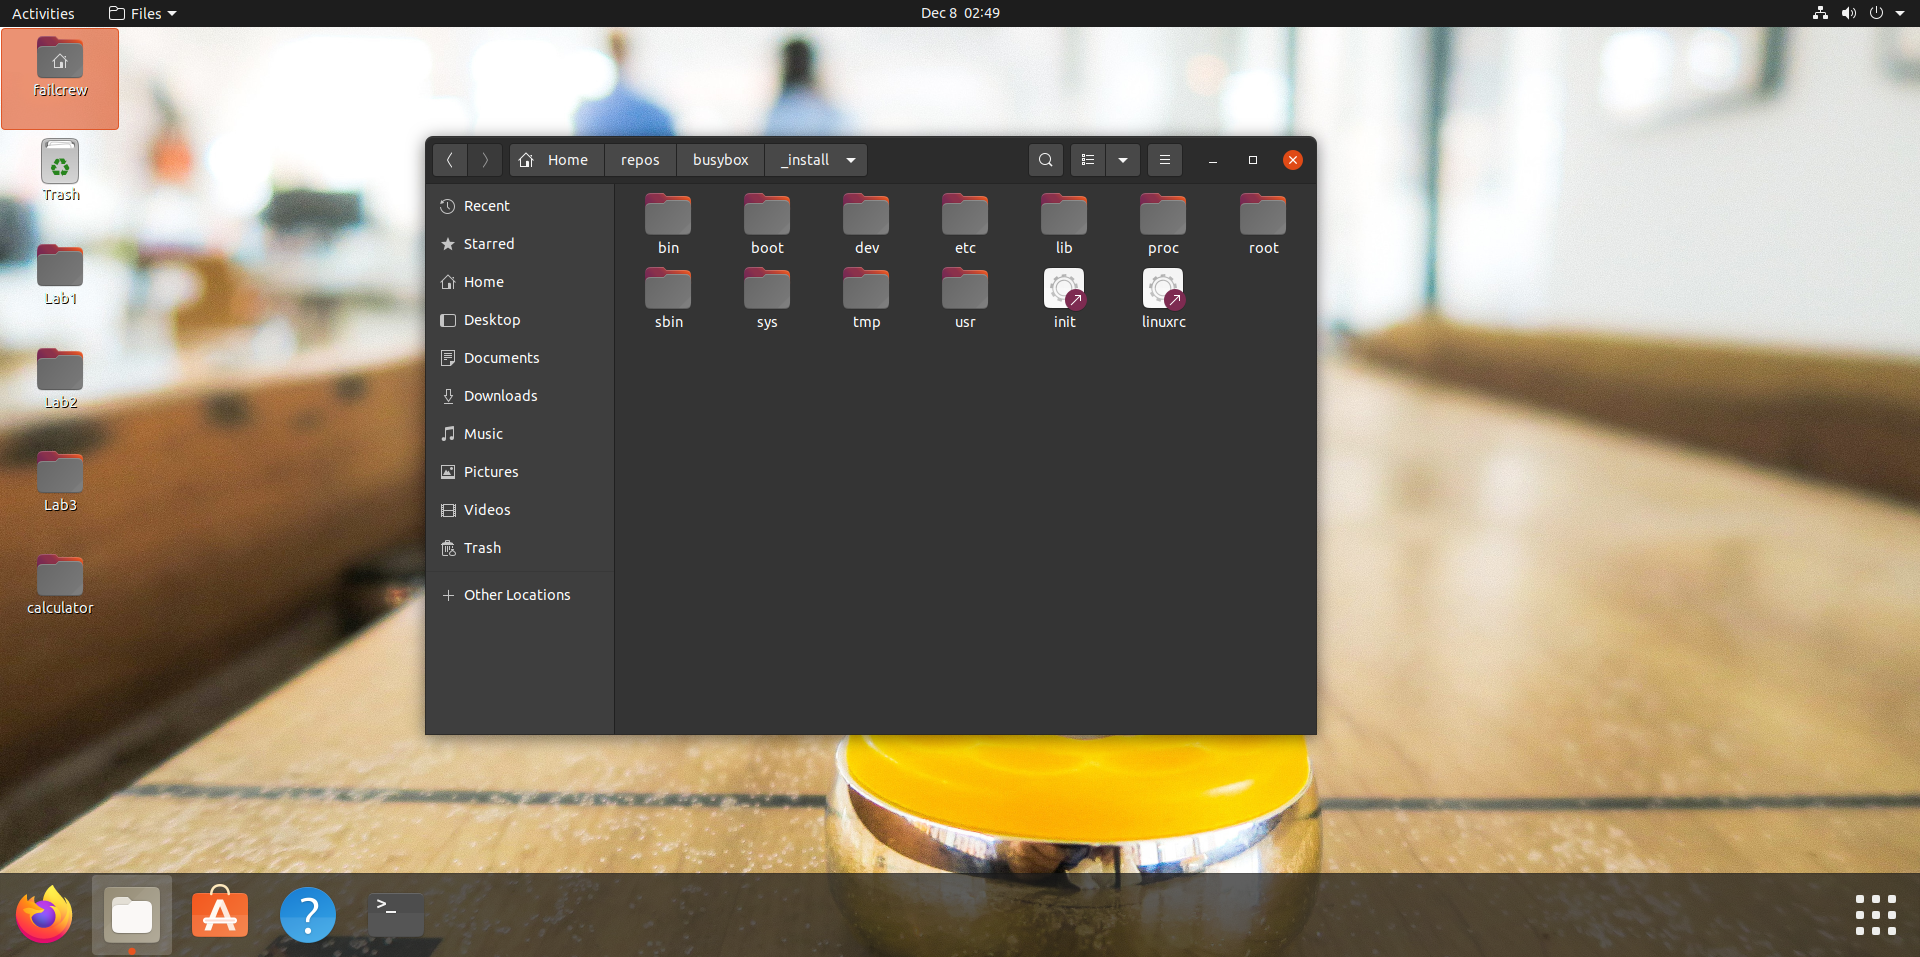 Activities
Files
Dec 8 02:49
failcrew
Trash
Lab1
Lab2
Lab3
calculator
Home
repos
busybox
_install
Recent
Starred
Home
Desktop
Documents
Downloads
Music
Pictures
Videos
Trash
Other Locations
bin
boot
dev
etc
lib
proc
root
sbin
sys
tmp
usr
init
linuxrc